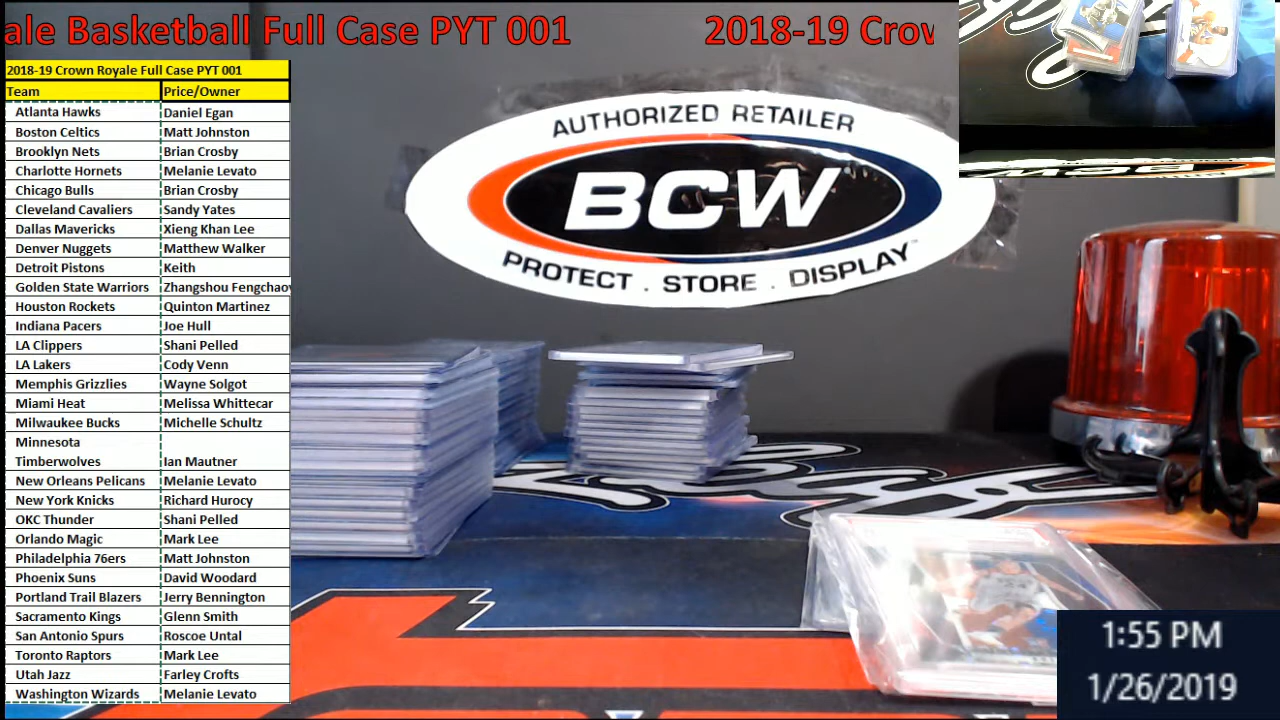 ale Basketball Full Case PYT 001 2018-19 Crow
2018-19 Crown Royale Full Case PYT 001
Team Price/Owner
Atlanta Hawks Daniel Egan
Boston Celtics Matt Johnston
Brooklyn Nets Brian Crosby
Charlotte Hornets Melanie Levato
Chicago Bulls Brian Crosby
Cleveland Cavaliers Sandy Yates
Dallas Mavericks Xieng Khan Lee
Denver Nuggets Matthew Walker
Detroit Pistons Keith
Golden State Warriors Zhangshou Fengchaov
Houston Rockets Quinton Martinez
Indiana Pacers Joe Hull
LA Clippers Shani Pelled
LA Lakers Cody Venn
Memphis Grizzlies Wayne Solgot
Miami Heat Melissa Whittecar
Milwaukee Bucks Michelle Schultz
Minnesota
Timberwolves Ian Mautner
New Orleans Pelicans Melanie Levato
New York Knicks Richard Hurocy
OKC Thunder Shani Pelled
Orlando Magic Mark Lee
Philadelphia 76ers Matt Johnston
Phoenix Suns David Woodard
Portland Trail Blazers Jerry Bennington
Sacramento Kings Glenn Smith
San Antonio Spurs Roscoe Untal
Toronto Raptors Mark Lee
Utah Jazz Farley Crofts
Washington Wizards Melanie Levato
AUTHORIZED RETAILER
BCW
PROTECT . STORE . DISPLAY™
1:55 PM
1/26/2019